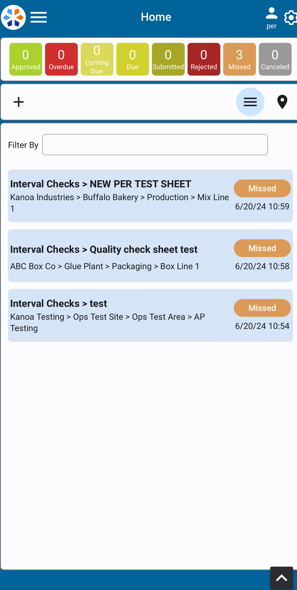 Home
per
0 0 0 0 0 0 3 0
Approved Overdue Coming Due Due Submitted Rejected Missed Canceled
Filter By
Interval Checks > NEW PER TEST SHEET
Missed
Kanoa Industries > Buffalo Bakery > Production > Mix Line
1
6/20/24 10:59
Interval Checks > Quality check sheet test
Missed
ABC Box Co > Glue Plant > Packaging > Box Line 1
6/20/24 10:58
Interval Checks > test
Missed
Kanoa Testing > Ops Test Site > Ops Test Area > AP
Testing
6/20/24 10:54